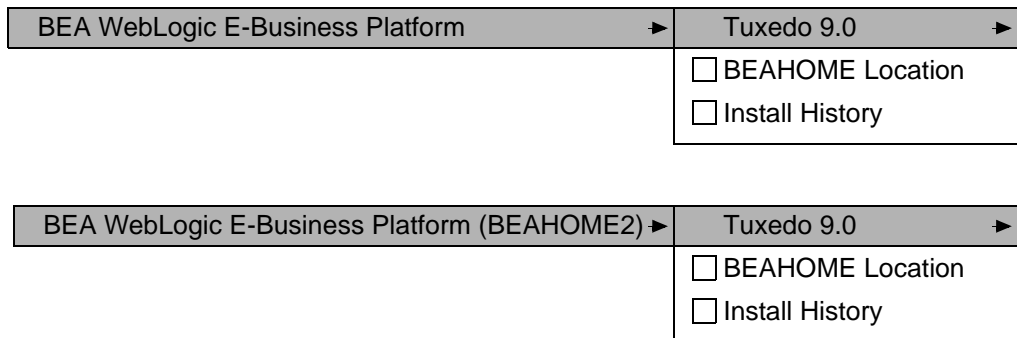 BEA WebLogic E-Business Platform Tuxedo 9.0
BEAHOME Location
Install History
BEA WebLogic E-Business Platform (BEAHOME2) Tuxedo 9.0
BEAHOME Location
Install History